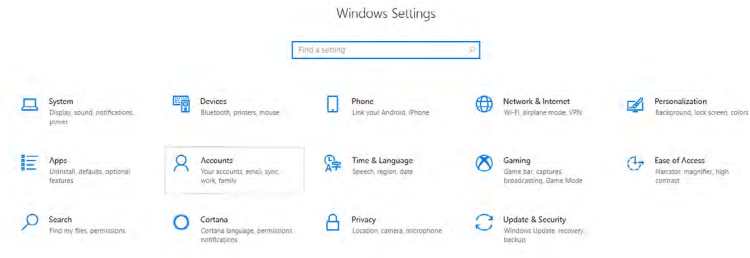 Windows Settings
Find a setting
System
Display, sound, notifications,
power
Devices
Bluetooth, printers, mouse
Phone
Link your Android, iPhone
Network & Internet
Wi-Fi, airplane mode, VPN
Personalization
Background, lock screen, colors
Apps
Uninstall, defaults, optional
features
Accounts
Your accounts, email, sync,
work, family
Time & Language
Speech, region, date
Gaming
Game bar, captures,
broadcasting, Game Mode
Ease of Access
Narrator, magnifier, high
contrast
Search
Find my files, permissions
Cortana
Cortana language, permissions,
notifications
Privacy
Location, camera, microphone
Update & Security
Windows Update, recovery,
backup